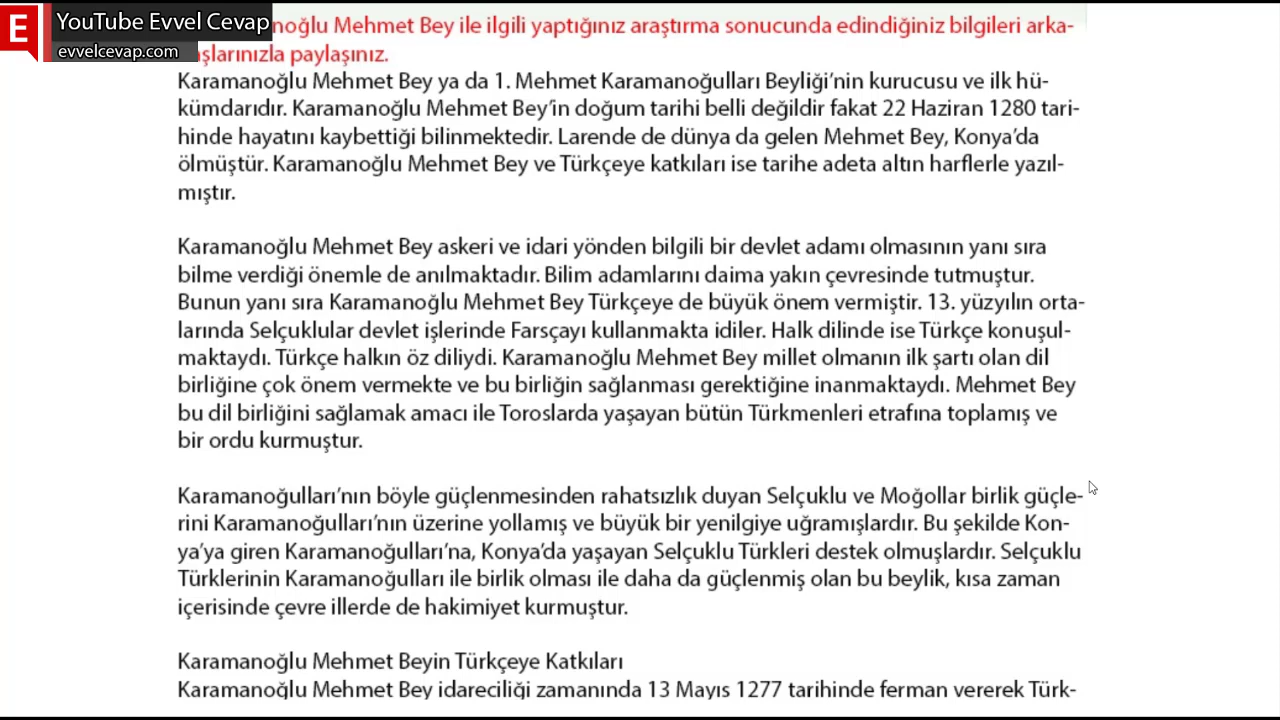 E
YouTube Evvel Cevap
evvelcevap.com
Mehmet Bey ile ilgili yaptığınız araştırma sonucunda edindiğiniz bilgileri arka-
paylaşınız.
Karamanoğlu Mehmet Bey ya da 1. Mehmet Karamanoğulları Beyliği’nin kurucusu ve ilk hü-
kümdarıdır. Karamanoğlu Mehmet Bey’in doğum tarihi belli değildir fakat 22 Haziran 1280 tari-
hinde hayatını kaybettiği bilinmektedir. Larende de dünya da gelen Mehmet Bey, Konya’da
ölmüştür. Karamanoğlu Mehmet Bey ve Türkçeye katkıları ise tarihe adeta altın harflerle yazıl-
mıştır.
Karamanoğlu Mehmet Bey askeri ve idari yönden bilgili bir devlet adamı olmasının yanı sıra
bilme verdiği önemle de anılmaktadır. Bilim adamlarını daima yakın çevresinde tutmuştur.
Bunun yanı sıra Karamanoğlu Mehmet Bey Türkçeye de büyük önem vermiştir. 13. yüzyılın orta-
larında Selçuklular devlet işlerinde Farsçayı kullanmakta idiler. Halk dilinde ise Türkçe konuşul-
maktaydı. Türkçe halkın öz diliydi. Karamanoğlu Mehmet Bey millet olmanın ilk şartı olan dil
birliğine çok önem vermekte ve bu birliğin sağlanması gerektiğine inanmaktaydı. Mehmet Bey
bu dil birliğini sağlamak amacı ile Toroslarda yaşayan bütün Türkmenleri etrafına toplamış ve
bir ordu kurmuştur.
Karamanoğulları’nın böyle güçlenmesinden rahatsızlık duyan Selçuklu ve Moğollar birlik güçle-
rini Karamanoğulları’nın üzerine yollamış ve büyük bir yenilgiye uğramışlardır. Bu şekilde Kon-
ya’ya giren Karamanoğulları’na, Konya’da yaşayan Selçuklu Türkleri destek olmuşlardır. Selçuklu
Türklerinin Karamanoğulları ile birlik olması ile daha da güçlenmiş olan bu beylik, kısa zaman
içerisinde çevre illerde de hakimiyet kurmuştur.
Karamanoğlu Mehmet Beyin Türkçeye Katkıları
Karamanoğlu Mehmet Bey idareciliği zamanında 13 Mayıs 1277 tarihinde ferman vererek Türk-